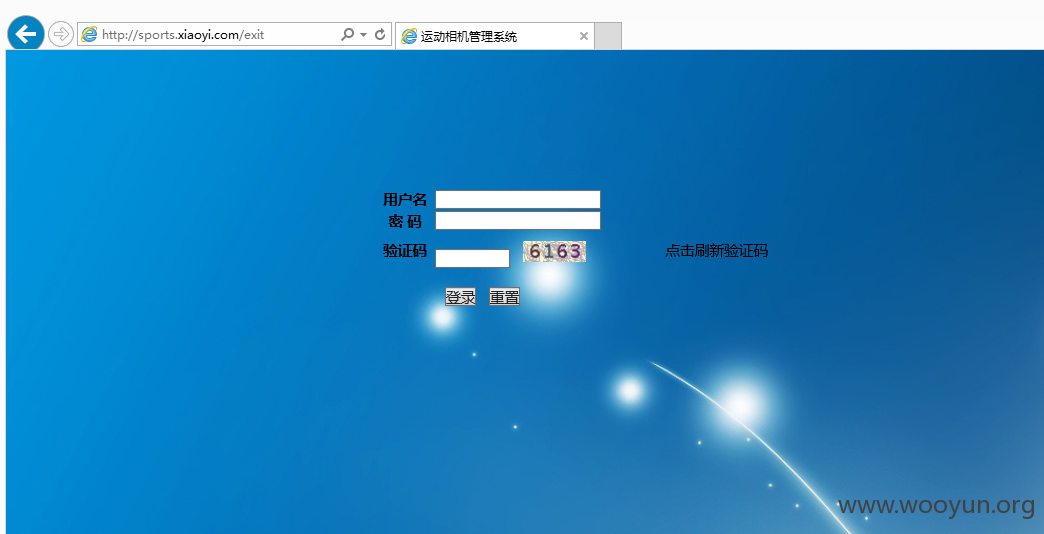 http://sports.xiaoyi.com/exit
运动相机管理系统
用户名
密 码
验证码 6163 点击刷新验证码
登录 重置
www.wooyun.org